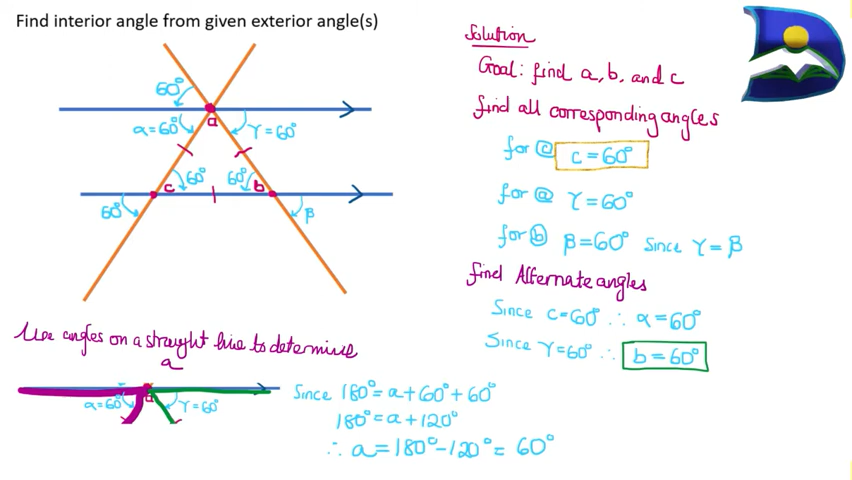 Find interior angle from given exterior angle(s)
60°
α=60°
a
γ=60°
c
60°
60°
b
60°
β
Use angles on a straight line to determine
a
α=60°
a
γ=60°
Since 180° = a + 60° + 60°
180° = a + 120°
∴ a = 180° - 120° = 60°
Solution
Goal: find a, b, and c
Find all corresponding angles
for ⓒ c = 60°
for ⓐ γ = 60°
for ⓑ β = 60° since γ = β
Find Alternate angles
Since c = 60° ∴ α = 60°
Since γ = 60° ∴ b = 60°